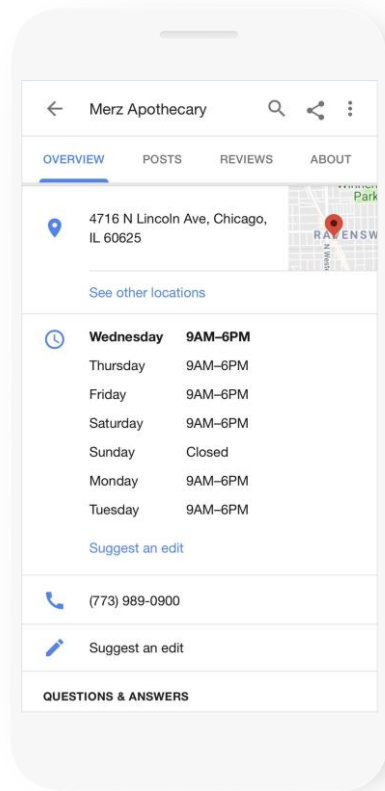 Merz Apothecary
OVERVIEW POSTS REVIEWS ABOUT
4716 N Lincoln Ave, Chicago,
IL 60625
Park
RAVENSW
N Weste
See other locations
Wednesday 9AM–6PM
Thursday 9AM–6PM
Friday 9AM–6PM
Saturday 9AM–6PM
Sunday Closed
Monday 9AM–6PM
Tuesday 9AM–6PM
Suggest an edit
(773) 989-0900
Suggest an edit
QUESTIONS & ANSWERS